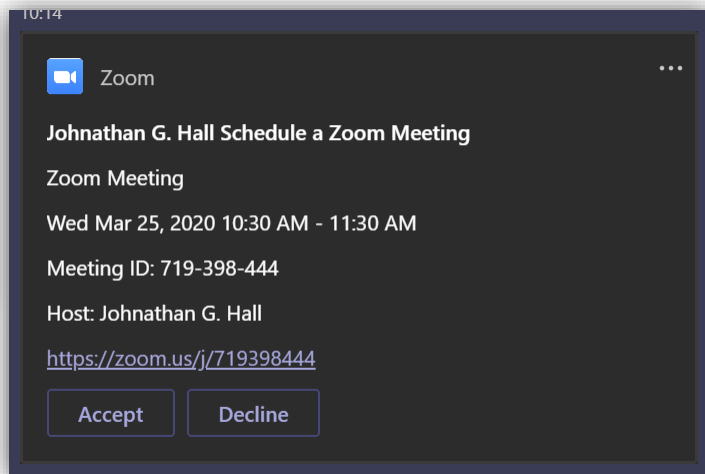 10:14
Zoom
Johnathan G. Hall Schedule a Zoom Meeting
Zoom Meeting
Wed Mar 25, 2020 10:30 AM - 11:30 AM
Meeting ID: 719-398-444
Host: Johnathan G. Hall
https://zoom.us/j/719398444
Accept Decline